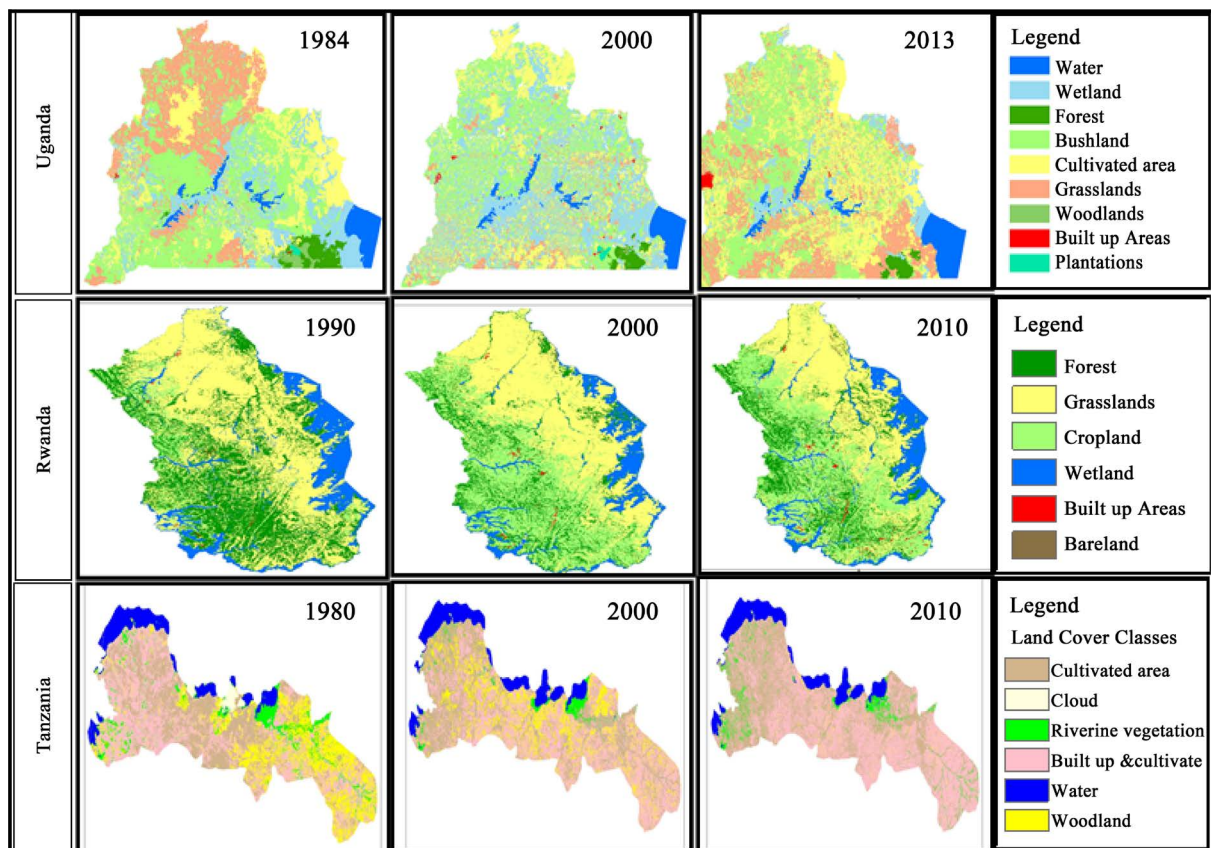 Uganda
1984
2000
2013
Legend
Water
Wetland
Forest
Bushland
Cultivated area
Grasslands
Woodlands
Built up Areas
Plantations
Rwanda
1990
2000
2010
Legend
Forest
Grasslands
Cropland
Wetland
Built up Areas
Bareland
Tanzania
1980
2000
2010
Legend
Land Cover Classes
Cultivated area
Cloud
Riverine vegetation
Built up &cultivate
Water
Woodland